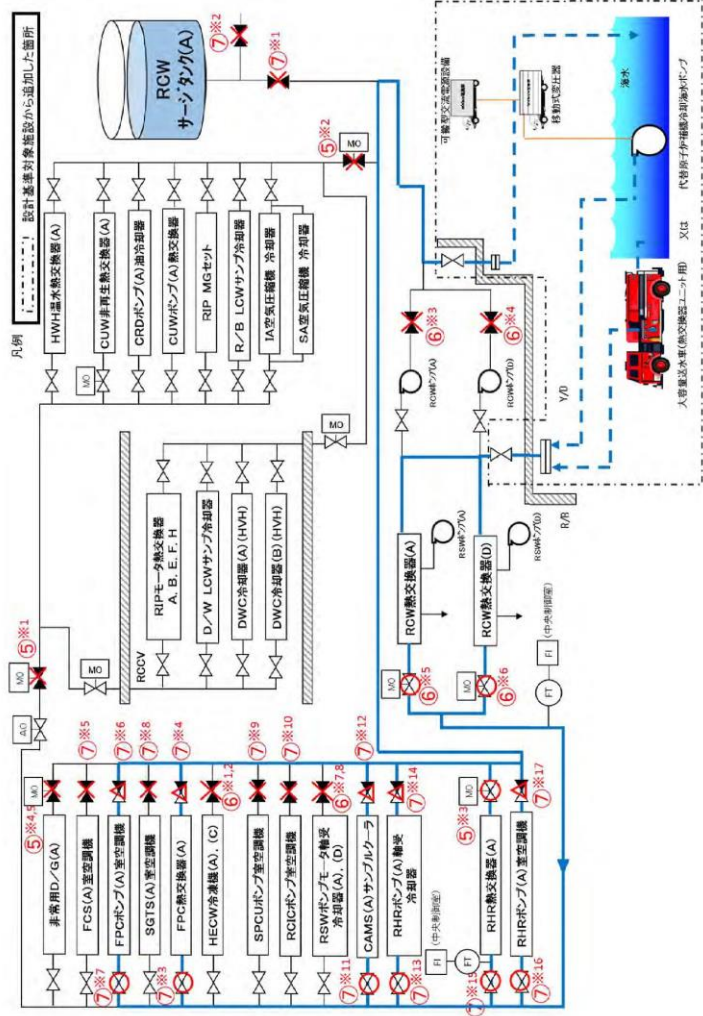 凡例
設計基準対象施設から追加した箇所
RCW
サージタンク(A)
⑦※2
⑦※1
⑤※2
MO
HWH温水熱交換器(A)
CUW非再生熱交換器(A)
MO
CRDポンプ(A)油冷却器
CUWポンプ(A)熱交換器
RIP MGセット
R/B LCWサンプ冷却器
IA空気圧縮機 冷却器
SA空気圧縮機 冷却器
RCCV
RIPモータ熱交換器
A, B, E, F, H
D/W LCWサンプ冷却器
DWC冷却器(A)(HVH)
DWC冷却器(B)(HVH)
MO
MO
⑤※1
MO
AO
可搬型交流電源設備
移動式変圧器
海水
代替原子炉補機冷却海水ポンプ
又は
大容量送水車(熱交換器ユニット用)
Y/D
R/B
⑥※3
⑥※4
RCWポンプ(A)
RCWポンプ(D)
RCW熱交換器(A)
RCW熱交換器(D)
RSWポンプ(A)
RSWポンプ(D)
MO
⑥※5
MO
⑥※6
FT
FI
(中央制御室)
⑤※4,5
MO
非常用D/G(A)
⑦※5
FCS(A)室空調機
⑦※6
FPCポンプ(A)室空調機
⑦※7
⑦※8
SGTS(A)室空調機
⑦※4
FPC熱交換器(A)
⑦※3
⑥※1,2
HECW冷凍機(A), (C)
⑦※9
SPCUポンプ室空調機
⑦※10
RCICポンプ室空調機
⑥※7,8
RSWポンプモータ軸受
冷却器(A), (D)
⑦※12
CAMS(A)サンプルクーラ
⑦※11
⑦※14
RHRポンプ(A)軸受
冷却器
⑦※13
FI
(中央制御室)
FT
⑤※3
MO
RHR熱交換器(A)
⑦※15
⑦※17
RHRポンプ(A)室空調機
⑦※16